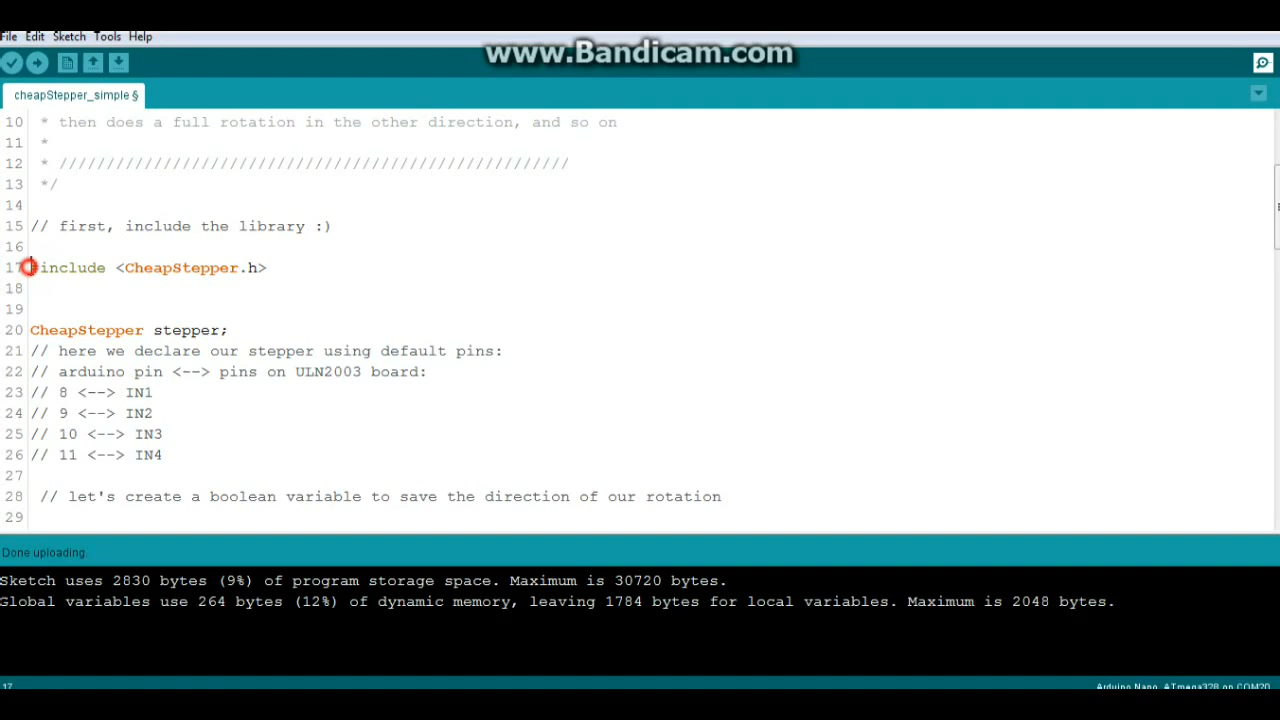 www.Bandicam.com
File Edit Sketch Tools Help
cheapStepper_simple §
10 * then does a full rotation in the other direction, and so on
11 *
12 * //////////////////////////////////////////////////////
13 */
14
15 // first, include the library :)
16
17 #include <CheapStepper.h>
18
19
20 CheapStepper stepper;
21 // here we declare our stepper using default pins:
22 // arduino pin <--> pins on ULN2003 board:
23 // 8 <--> IN1
24 // 9 <--> IN2
25 // 10 <--> IN3
26 // 11 <--> IN4
27
28 // let's create a boolean variable to save the direction of our rotation
29
Done uploading.
Sketch uses 2830 bytes (9%) of program storage space. Maximum is 30720 bytes.
Global variables use 264 bytes (12%) of dynamic memory, leaving 1784 bytes for local variables. Maximum is 2048 bytes.
17 Arduino Nano, ATmega328 on COM20